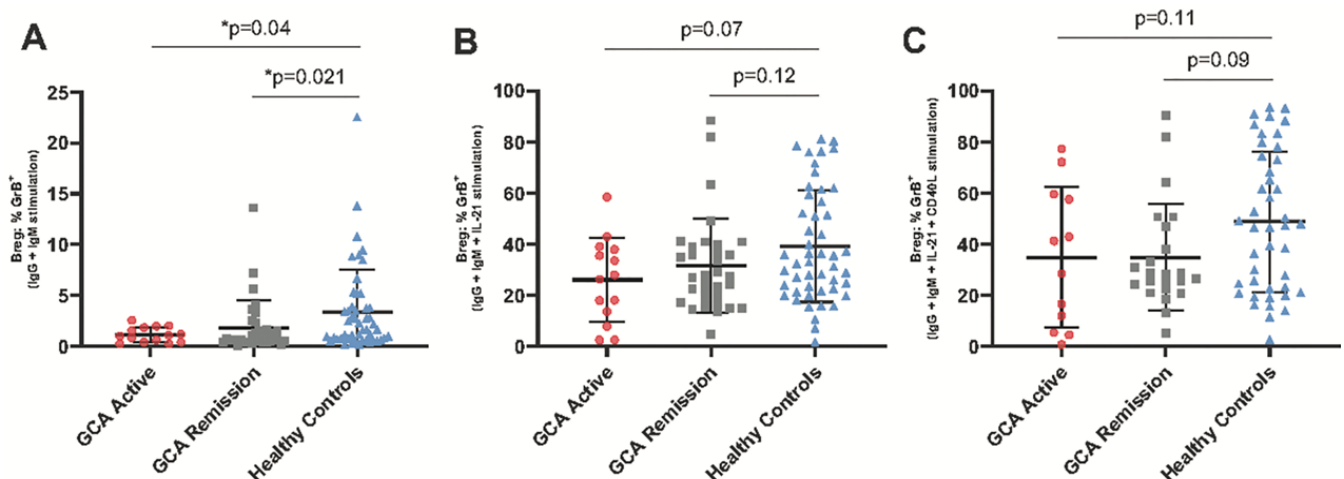 A
*p=0.04
*p=0.021
Breg: % GrB+
(IgG + IgM stimulation)
25
20
15
10
5
0
GCA Active
GCA Remission
Healthy Controls
B
p=0.07
p=0.12
Breg: % GrB+
(IgG + IgM + IL-21 stimulation)
100
80
60
40
20
0
GCA Active
GCA Remission
Healthy Controls
C
p=0.11
p=0.09
Breg: % GrB+
(IgG + IgM + IL-21 + CD40L stimulation)
100
80
60
40
20
0
GCA Active
GCA Remission
Healthy Controls